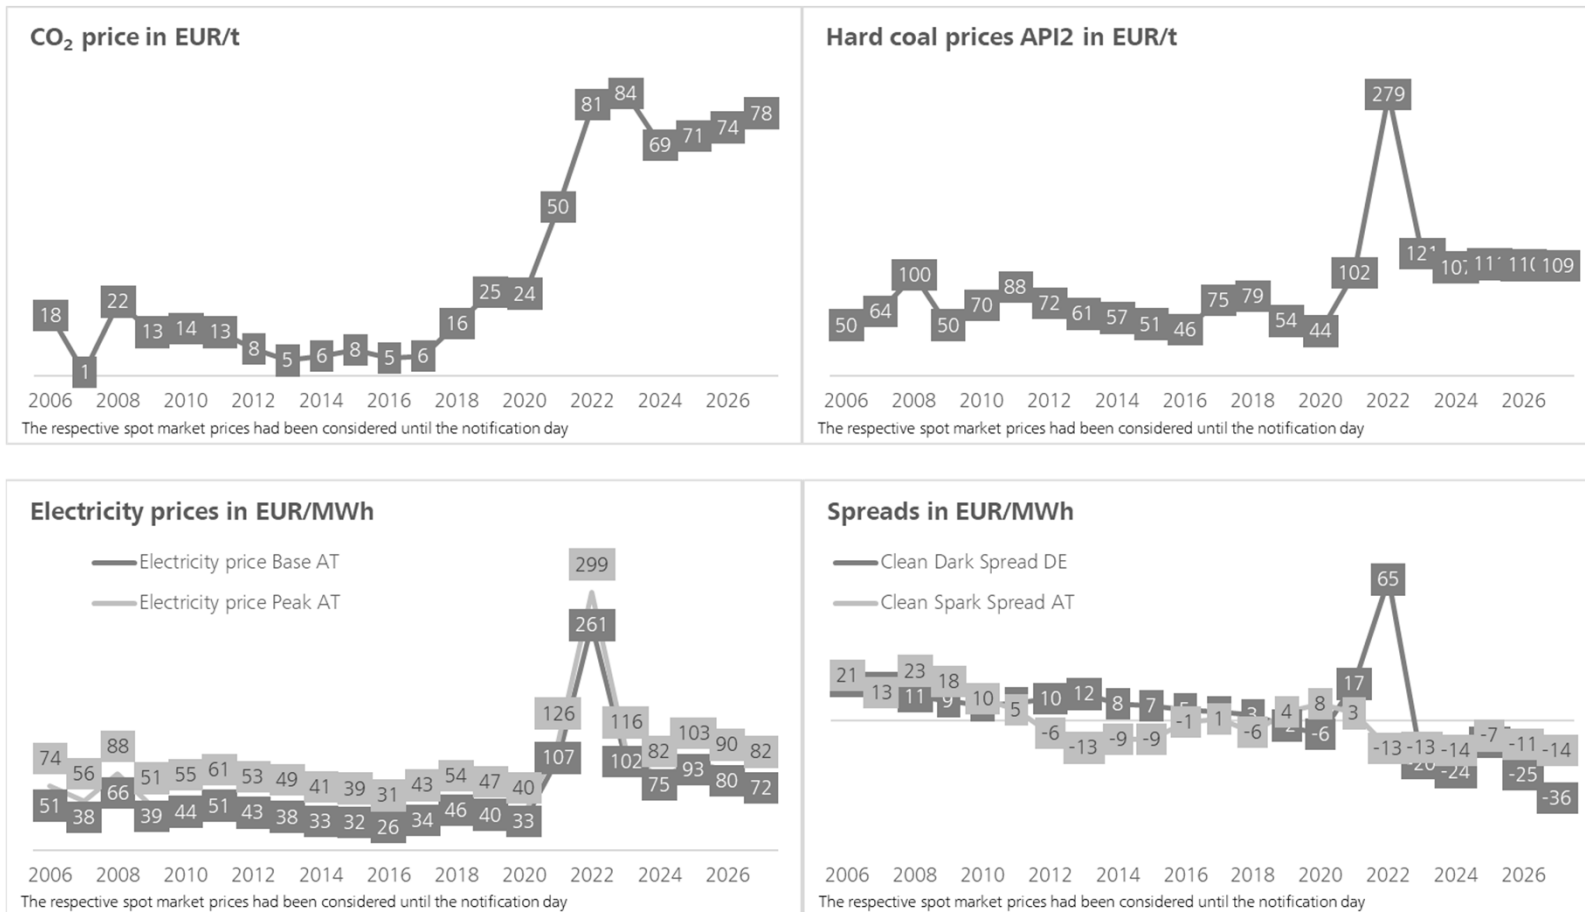 CO₂ price in EUR/t
18 1 22 13 14 13 8 5 6 8 5 6 16 25 24 50 81 84 69 71 74 78
2006 2008 2010 2012 2014 2016 2018 2020 2022 2024 2026
The respective spot market prices had been considered until the notification day
Hard coal prices API2 in EUR/t
50 64 100 50 70 88 72 61 57 51 46 75 79 54 44 102 279 121 107 110 109
2006 2008 2010 2012 2014 2016 2018 2020 2022 2024 2026
The respective spot market prices had been considered until the notification day
Electricity prices in EUR/MWh
Electricity price Base AT
Electricity price Peak AT
74 56 88 51 55 61 53 49 41 39 31 43 54 47 40 126 299 116 82 103 90 82
51 38 66 39 44 51 43 38 33 32 26 34 46 40 33 107 261 102 75 93 80 72
2006 2008 2010 2012 2014 2016 2018 2020 2022 2024 2026
The respective spot market prices had been considered until the notification day
Spreads in EUR/MWh
Clean Dark Spread DE
Clean Spark Spread AT
21 13 23 18 10 5 -6 -13 -9 -9 -1 1 -6 4 8 3 -13 -13 -14 -7 -11 -14
11 9 10 12 8 7 3 -6 17 65 -20 -24 -25 -36
2006 2008 2010 2012 2014 2016 2018 2020 2022 2024 2026
The respective spot market prices had been considered until the notification day